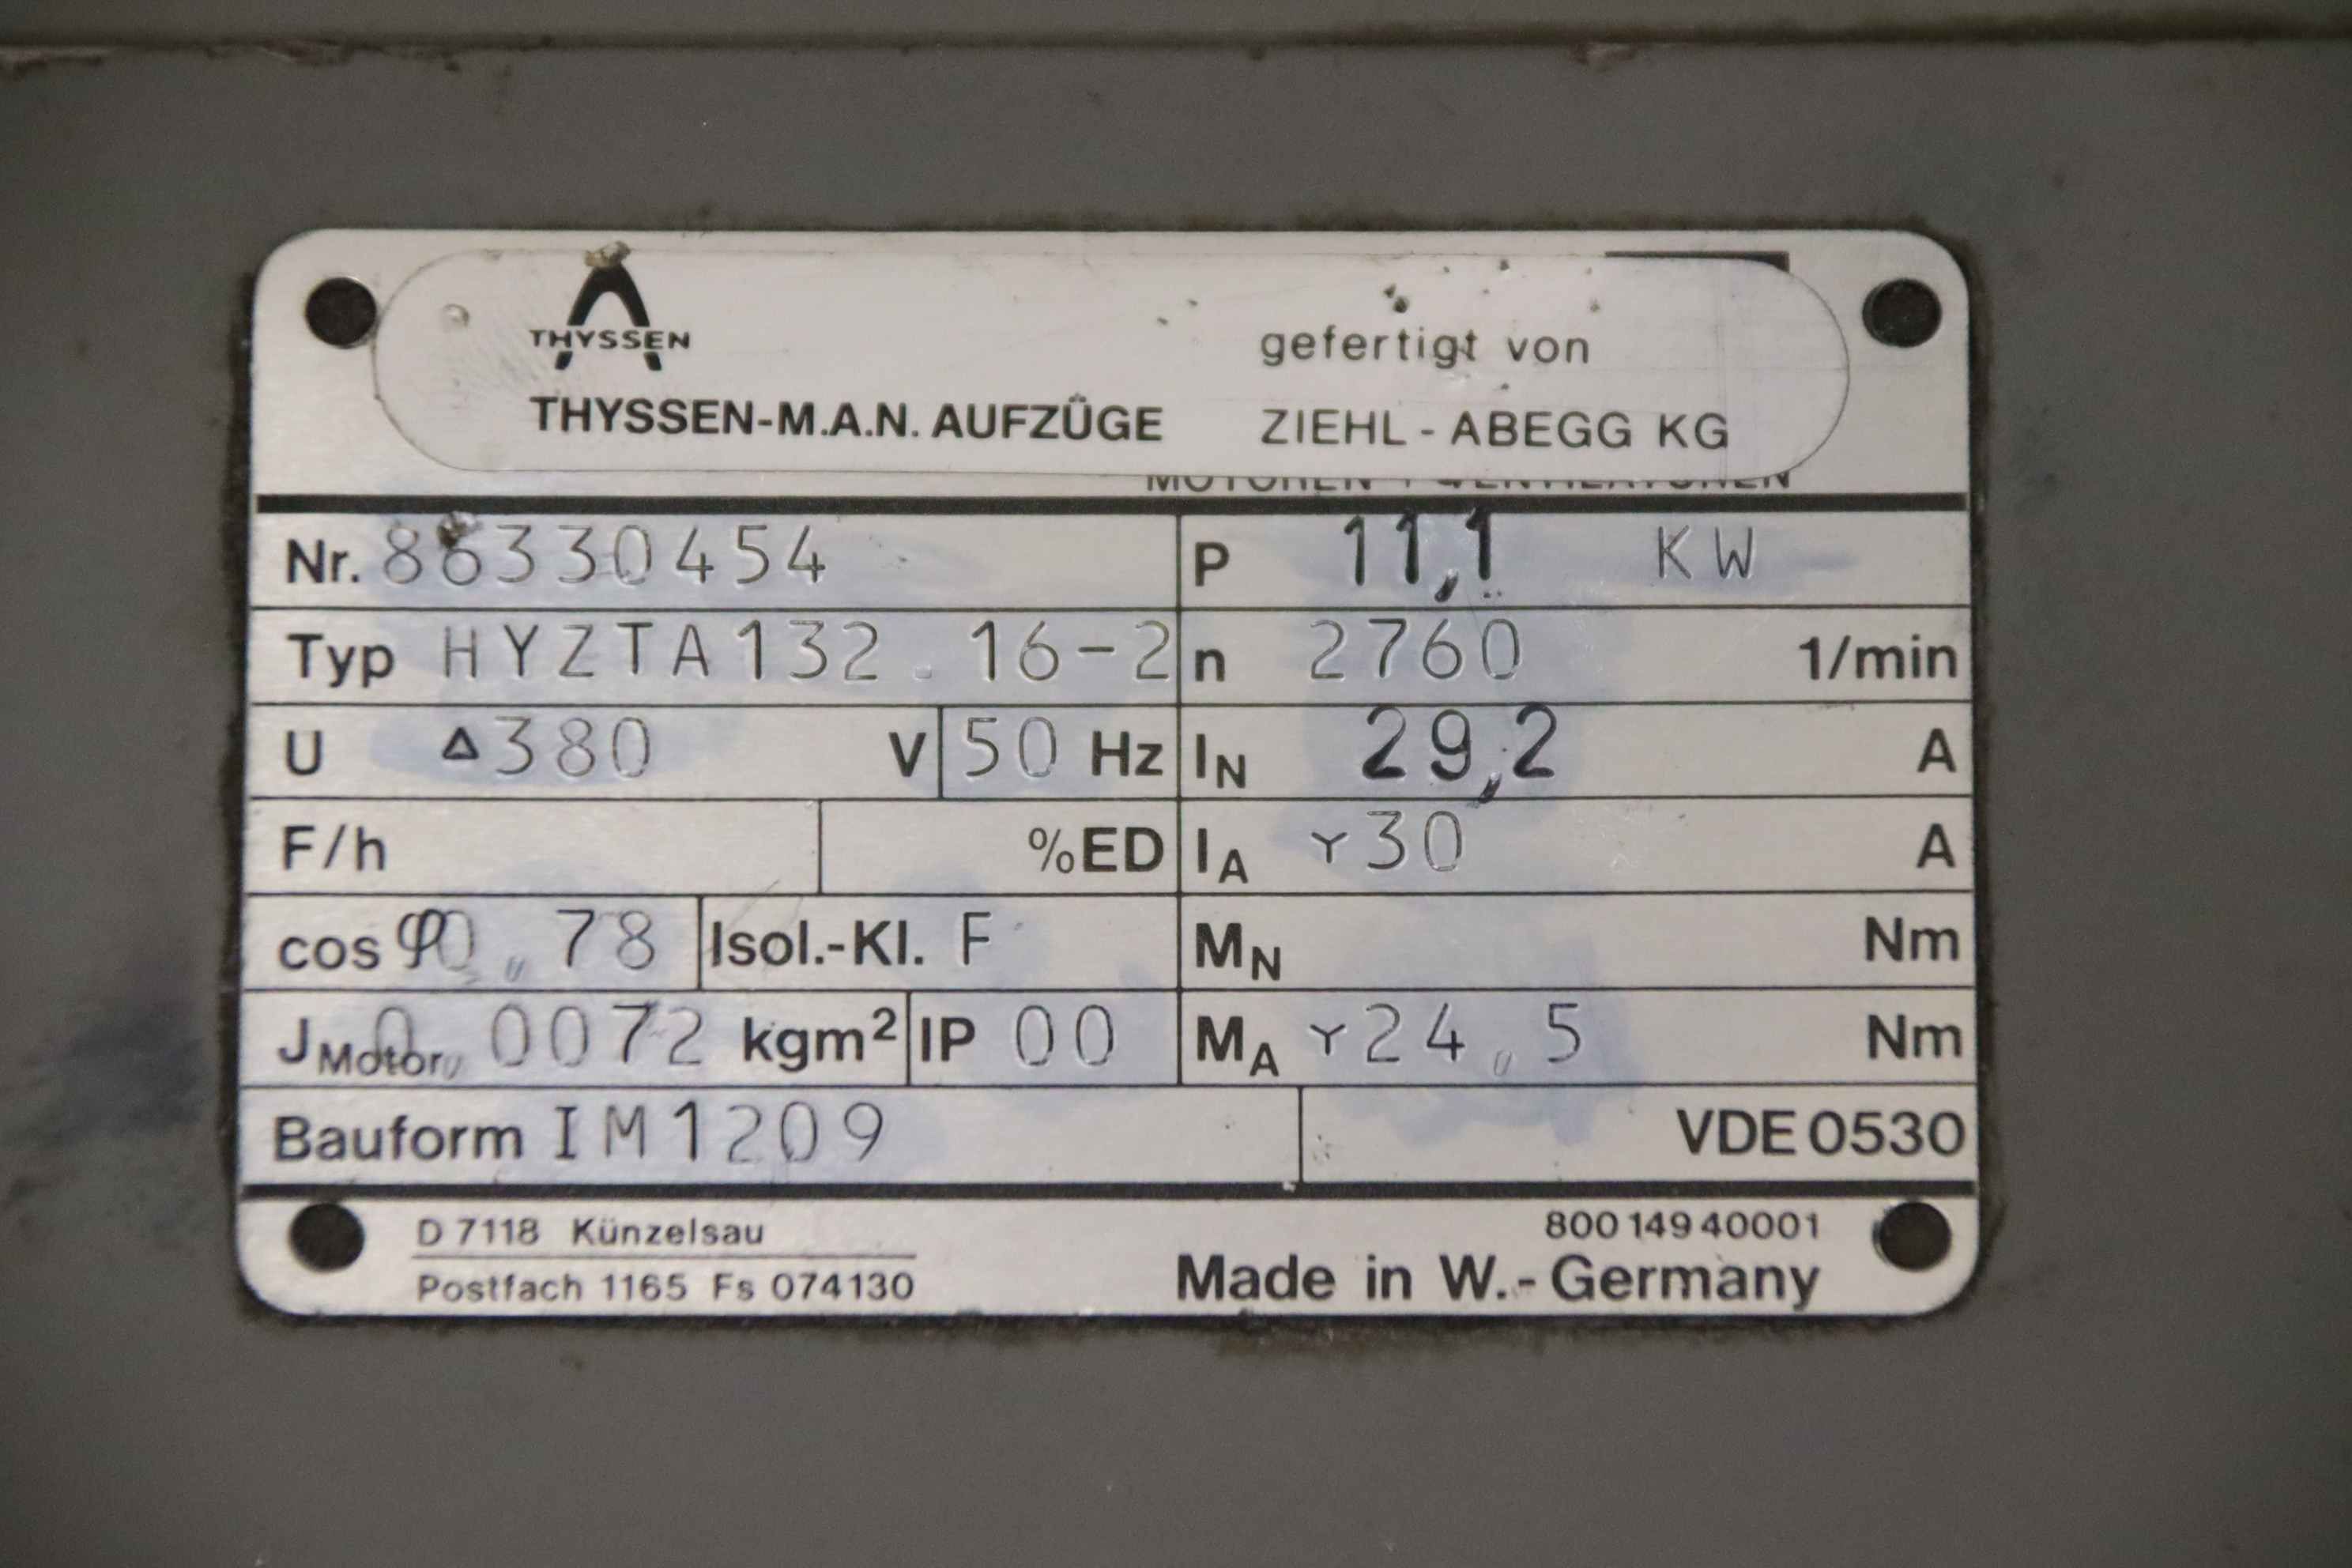 THYSSEN
gefertigt von
THYSSEN-M.A.N. AUFZÜGE ZIEHL-ABEGG KG
MOTOREN + VENTILATOREN
Nr. 86330454 P 11,1 KW
Typ HYZTA132.16-2 n 2760 1/min
U Δ380 V 50 Hz IN 29,2 A
F/h %ED IA Y30 A
cos φ 0,78 Isol.-Kl. F MN Nm
JMotor 0,0072 kgm² IP 00 MA Y24,5 Nm
Bauform IM1209 VDE 0530
D 7118 Künzelsau 800 149 40001
Postfach 1165 Fs 074130 Made in W.-Germany